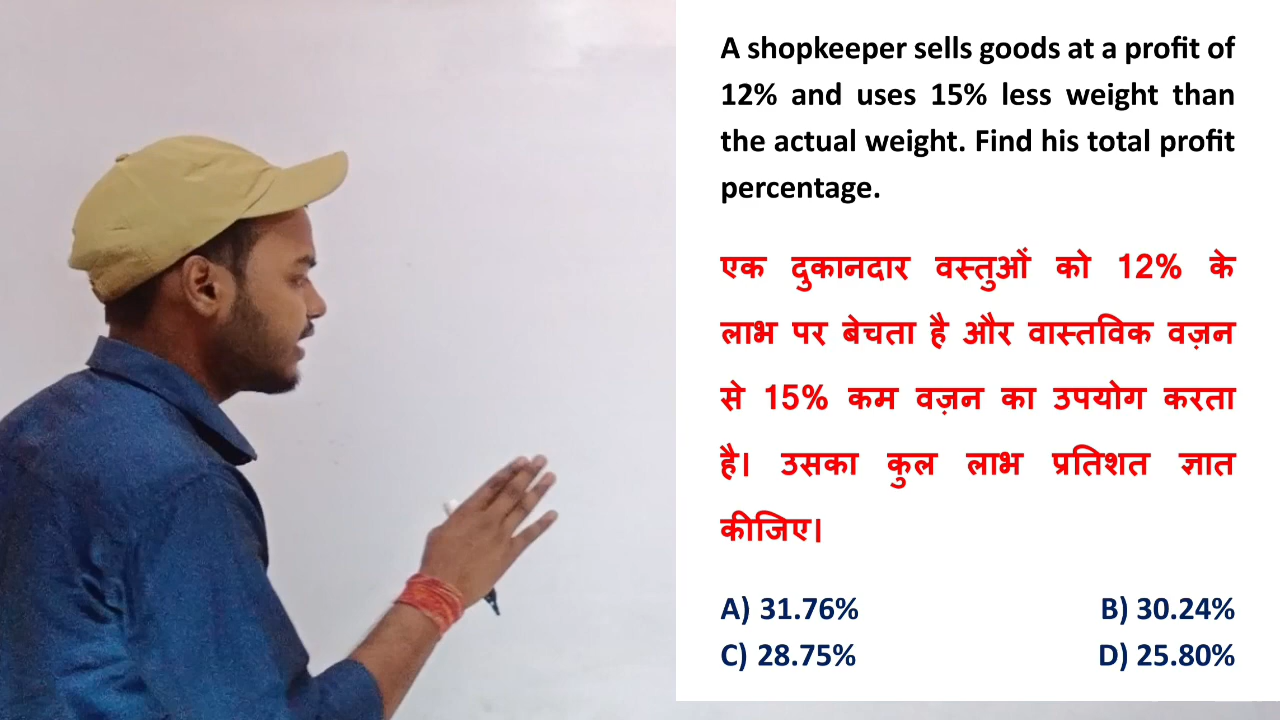 A shopkeeper sells goods at a profit of
12% and uses 15% less weight than
the actual weight. Find his total profit
percentage.
एक दुकानदार वस्तुओं को 12% के
लाभ पर बेचता है और वास्तविक वज़न
से 15% कम वज़न का उपयोग करता
है। उसका कुल लाभ प्रतिशत ज्ञात
कीजिए।
A) 31.76% B) 30.24%
C) 28.75% D) 25.80%